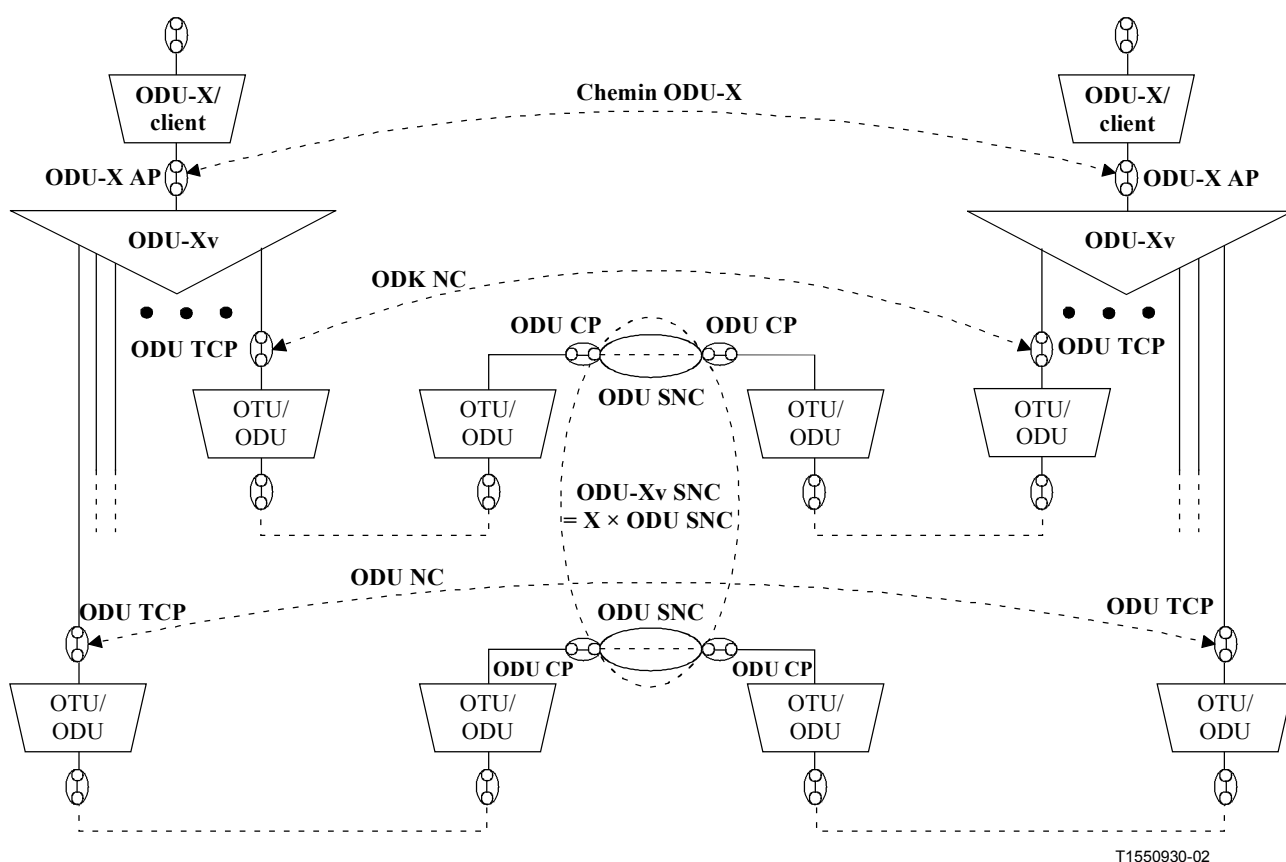 ODU-X/
client
Chemin ODU-X
ODU-X/
client
ODU-X AP
ODU-X AP
ODU-Xv
ODU-Xv
ODK NC
ODU TCP
ODU CP
ODU CP
ODU TCP
ODU SNC
OTU/
ODU
OTU/
ODU
OTU/
ODU
OTU/
ODU
ODU-Xv SNC
= X × ODU SNC
ODU NC
ODU TCP
ODU SNC
ODU TCP
ODU CP
ODU CP
OTU/
ODU
OTU/
ODU
OTU/
ODU
OTU/
ODU
T1550930-02